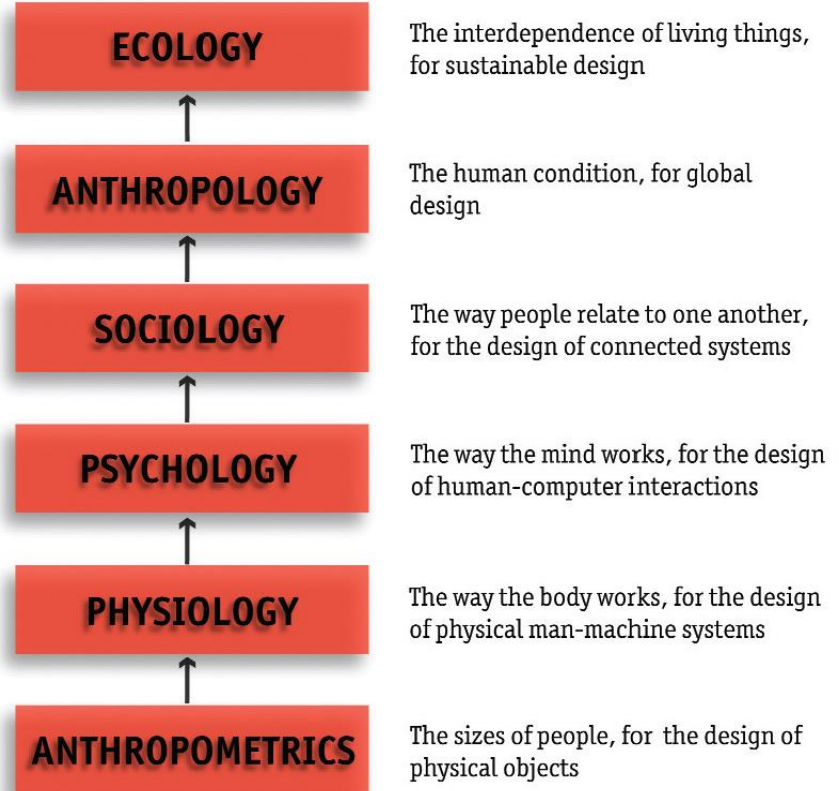 ECOLOGY
The interdependence of living things,
for sustainable design
ANTHROPOLOGY
The human condition, for global
design
SOCIOLOGY
The way people relate to one another,
for the design of connected systems
PSYCHOLOGY
The way the mind works, for the design
of human-computer interactions
PHYSIOLOGY
The way the body works, for the design
of physical man-machine systems
ANTHROPOMETRICS
The sizes of people, for the design of
physical objects